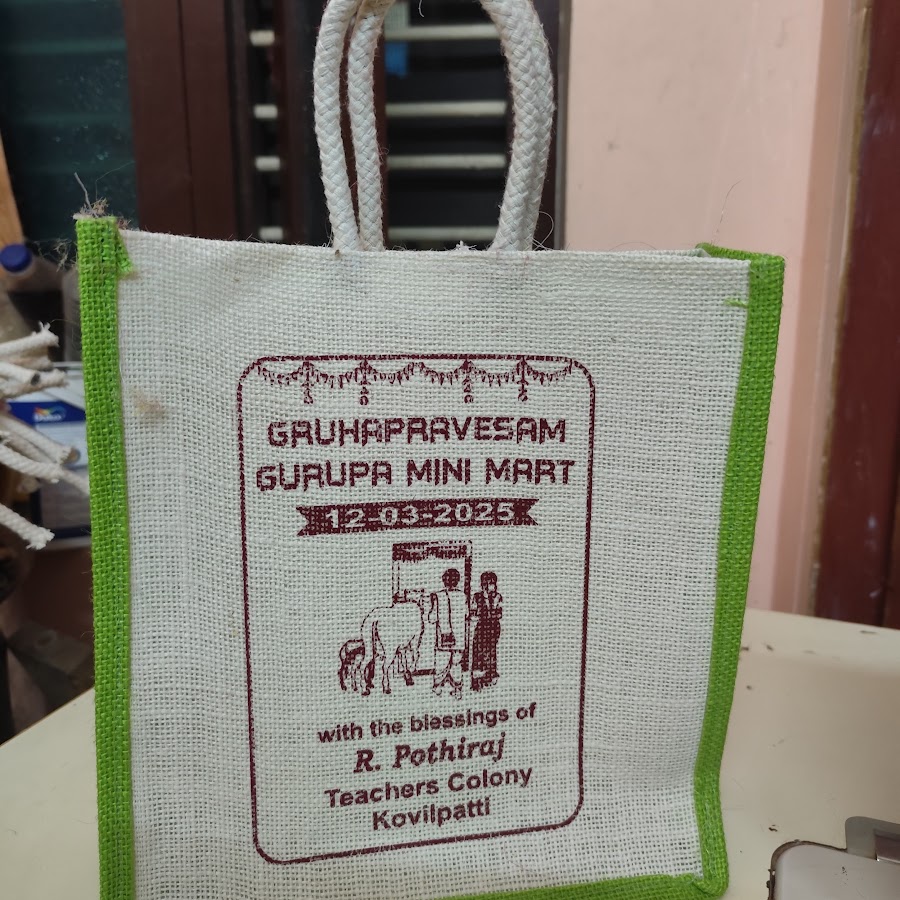 GRUHAPRAVESAM
GURUPA MINI MART
12-03-2025
with the blessings of
R. Pothiraj
Teachers Colony
Kovilpatti